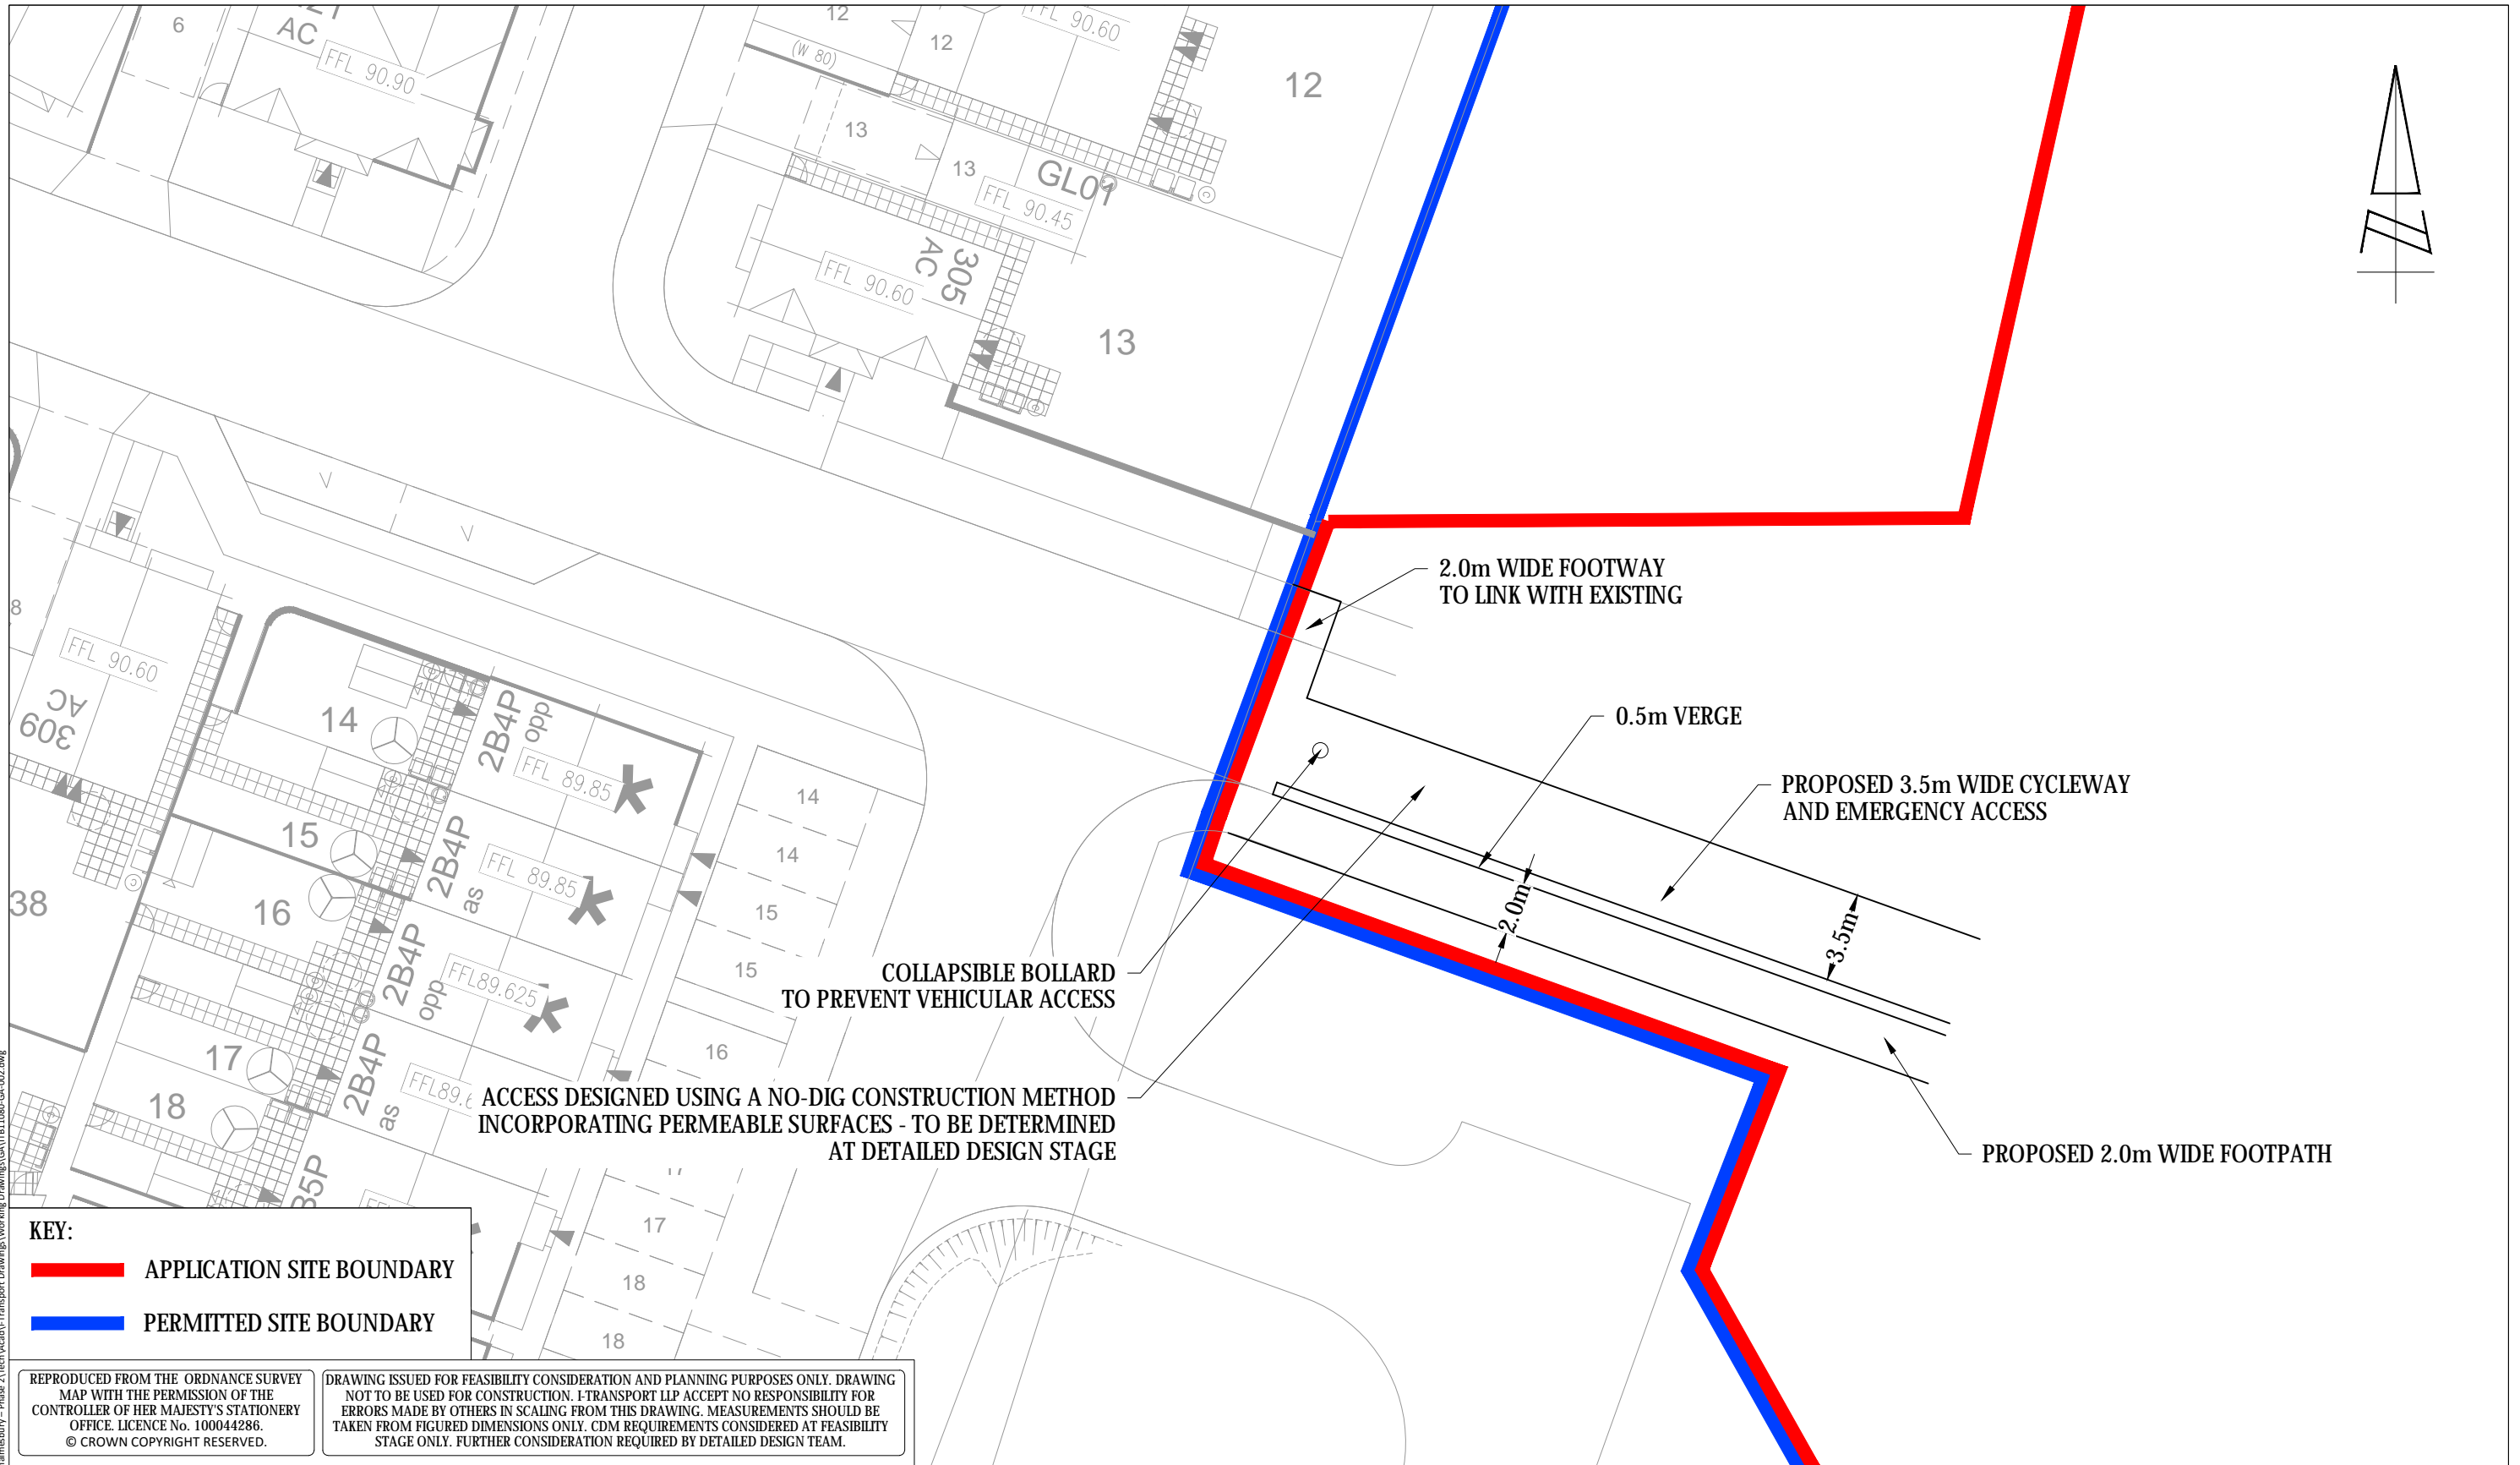 6
AC
FFL 90.90
12
12
(W 80)
FFL 90.60
12
13
13
GL01
FFL 90.45
305
AC
FFL 90.60
13
2.0m WIDE FOOTWAY
TO LINK WITH EXISTING
0.5m VERGE
PROPOSED 3.5m WIDE CYCLEWAY
AND EMERGENCY ACCESS
2.0m
3.5m
PROPOSED 2.0m WIDE FOOTPATH
COLLAPSIBLE BOLLARD
TO PREVENT VEHICULAR ACCESS
ACCESS DESIGNED USING A NO-DIG CONSTRUCTION METHOD
INCORPORATING PERMEABLE SURFACES - TO BE DETERMINED
AT DETAILED DESIGN STAGE
8
FFL 90.60
309
AC
38
14
2B4P
opp
FFL 89.85
15
2B4P
as
FFL 89.85
16
2B4P
opp
FFL89.625
17
2B4P
as
18
14
14
15
15
16
17
17
18
18
N
KEY:
APPLICATION SITE BOUNDARY
PERMITTED SITE BOUNDARY
REPRODUCED FROM THE ORDNANCE SURVEY
MAP WITH THE PERMISSION OF THE
CONTROLLER OF HER MAJESTY'S STATIONERY
OFFICE. LICENCE No. 100044286.
© CROWN COPYRIGHT RESERVED.
DRAWING ISSUED FOR FEASIBILITY CONSIDERATION AND PLANNING PURPOSES ONLY. DRAWING
NOT TO BE USED FOR CONSTRUCTION. I-TRANSPORT LLP ACCEPT NO RESPONSIBILITY FOR
ERRORS MADE BY OTHERS IN SCALING FROM THIS DRAWING. MEASUREMENTS SHOULD BE
TAKEN FROM FIGURED DIMENSIONS ONLY. CDM REQUIREMENTS CONSIDERED AT FEASIBILITY
STAGE ONLY. FURTHER CONSIDERATION REQUIRED BY DETAILED DESIGN TEAM.